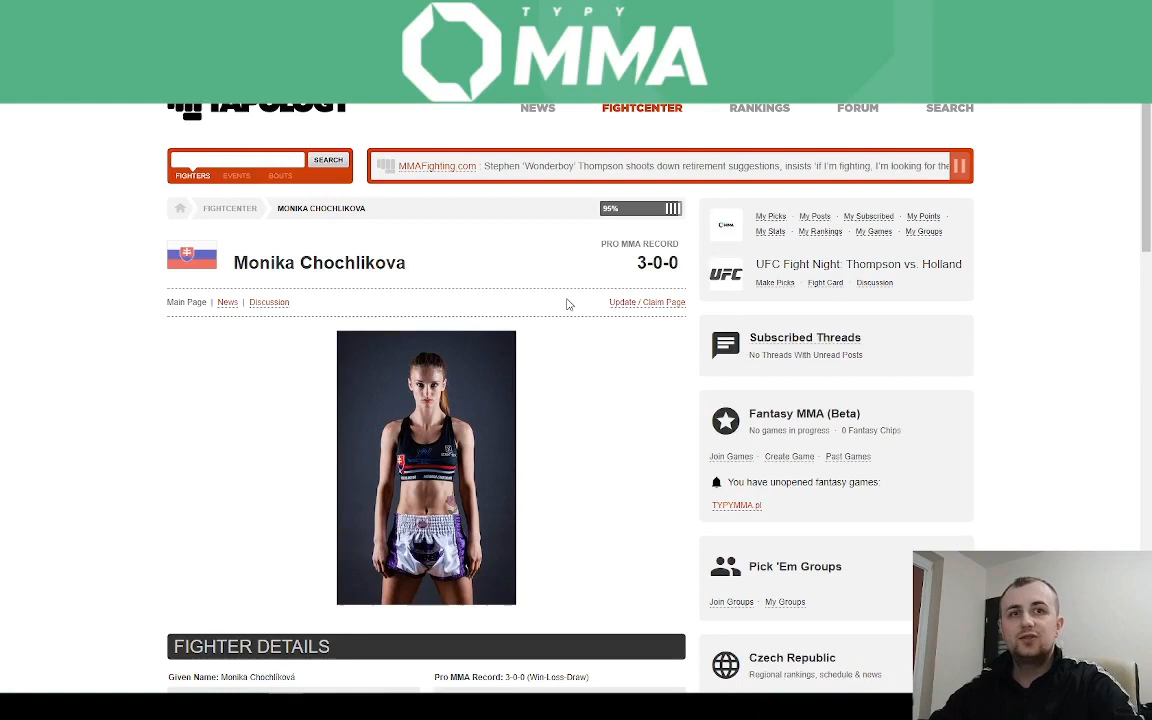 TYPY
MMA
TAPOLOGY
NEWS
FIGHTCENTER
RANKINGS
FORUM
SEARCH
SEARCH
FIGHTERS
EVENTS
BOUTS
MMAFighting.com : Stephen ‘Wonderboy’ Thompson shoots down retirement suggestions, insists ‘if I'm fighting, I'm looking for the
FIGHTCENTER
MONIKA CHOCHLIKOVA
95%
Monika Chochlikova
PRO MMA RECORD
3-0-0
Main Page | News | Discussion
Update / Claim Page
FIGHTER DETAILS
Given Name: Monika Chochlíková
Pro MMA Record: 3-0-0 (Win-Loss-Draw)
MMA
My Picks · My Posts · My Subscribed · My Points ·
My Stats · My Rankings · My Games · My Groups
UFC
UFC Fight Night: Thompson vs. Holland
Make Picks · Fight Card · Discussion
Subscribed Threads
No Threads With Unread Posts
Fantasy MMA (Beta)
No games in progress · 0 Fantasy Chips
Join Games · Create Game · Past Games
You have unopened fantasy games:
TYPYMMA.pl
Pick 'Em Groups
Join Groups · My Groups
Czech Republic
Regional rankings, schedule & news